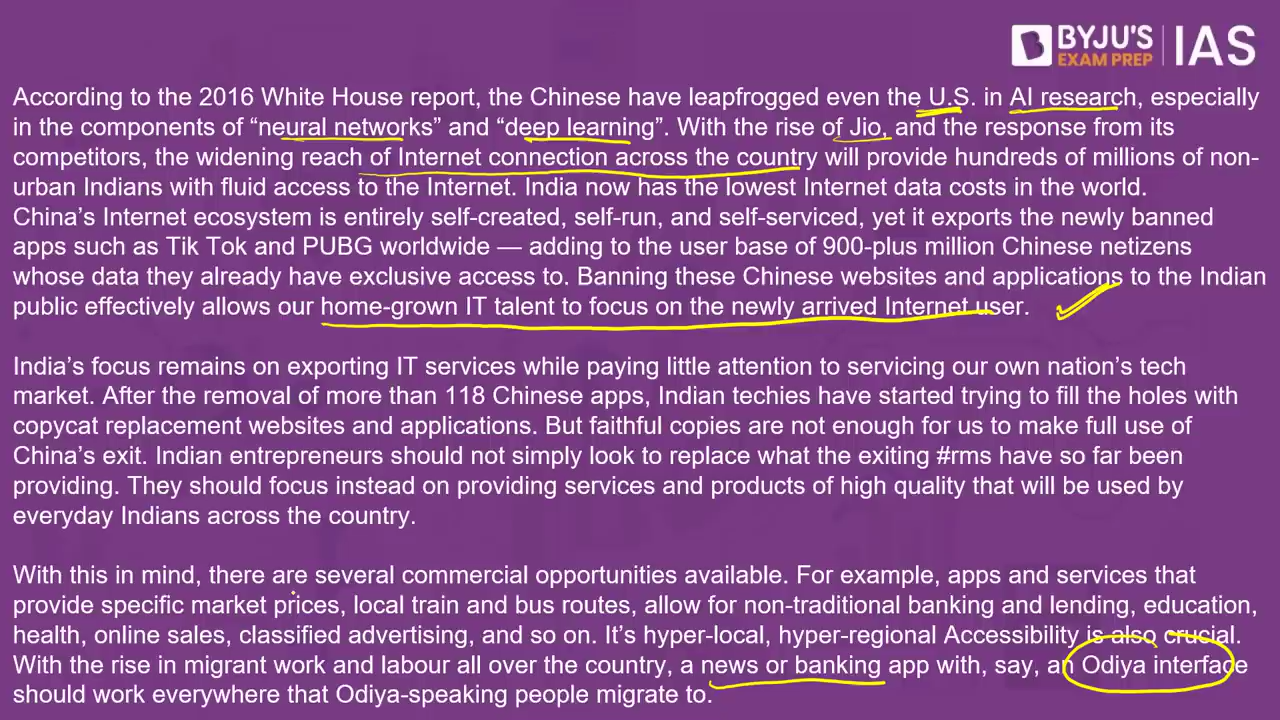 BYJU'S IAS
EXAM PREP
According to the 2016 White House report, the Chinese have leapfrogged even the U.S. in AI research, especially
in the components of “neural networks” and “deep learning”. With the rise of Jio, and the response from its
competitors, the widening reach of Internet connection across the country will provide hundreds of millions of non-
urban Indians with fluid access to the Internet. India now has the lowest Internet data costs in the world.
China’s Internet ecosystem is entirely self-created, self-run, and self-serviced, yet it exports the newly banned
apps such as Tik Tok and PUBG worldwide — adding to the user base of 900-plus million Chinese netizens
whose data they already have exclusive access to. Banning these Chinese websites and applications to the Indian
public effectively allows our home-grown IT talent to focus on the newly arrived Internet user.
India’s focus remains on exporting IT services while paying little attention to servicing our own nation’s tech
market. After the removal of more than 118 Chinese apps, Indian techies have started trying to fill the holes with
copycat replacement websites and applications. But faithful copies are not enough for us to make full use of
China’s exit. Indian entrepreneurs should not simply look to replace what the exiting #rms have so far been
providing. They should focus instead on providing services and products of high quality that will be used by
everyday Indians across the country.
With this in mind, there are several commercial opportunities available. For example, apps and services that
provide specific market prices, local train and bus routes, allow for non-traditional banking and lending, education,
health, online sales, classified advertising, and so on. It’s hyper-local, hyper-regional Accessibility is also crucial.
With the rise in migrant work and labour all over the country, a news or banking app with, say, an Odiya interface
should work everywhere that Odiya-speaking people migrate to.